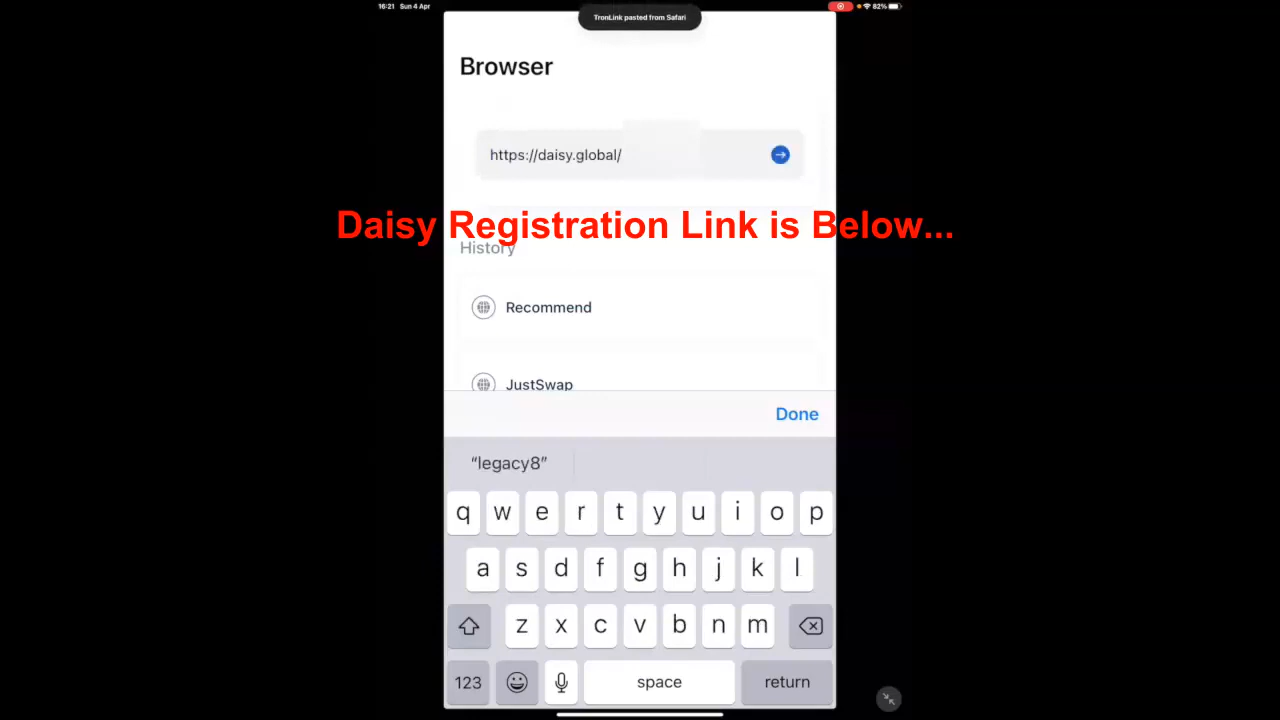 16:21 Sun 4 Apr
TronLink pasted from Safari
82%
Browser
https://daisy.global/
Daisy Registration Link is Below...
History
Recommend
JustSwap
Done
“legacy8”
q w e r t y u i o p
a s d f g h j k l
z x c v b n m
123 space return